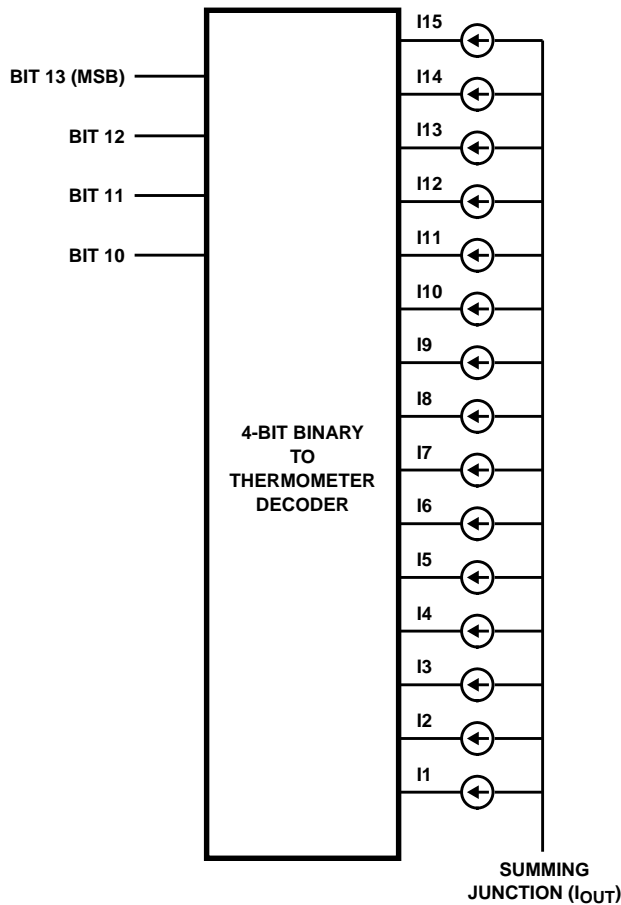 I15
BIT 13 (MSB)
I14
BIT 12
I13
BIT 11
I12
BIT 10
I11
I10
I9
I8
4-BIT BINARY
TO
THERMOMETER
DECODER
I7
I6
I5
I4
I3
I2
I1
SUMMING
JUNCTION (IOUT)